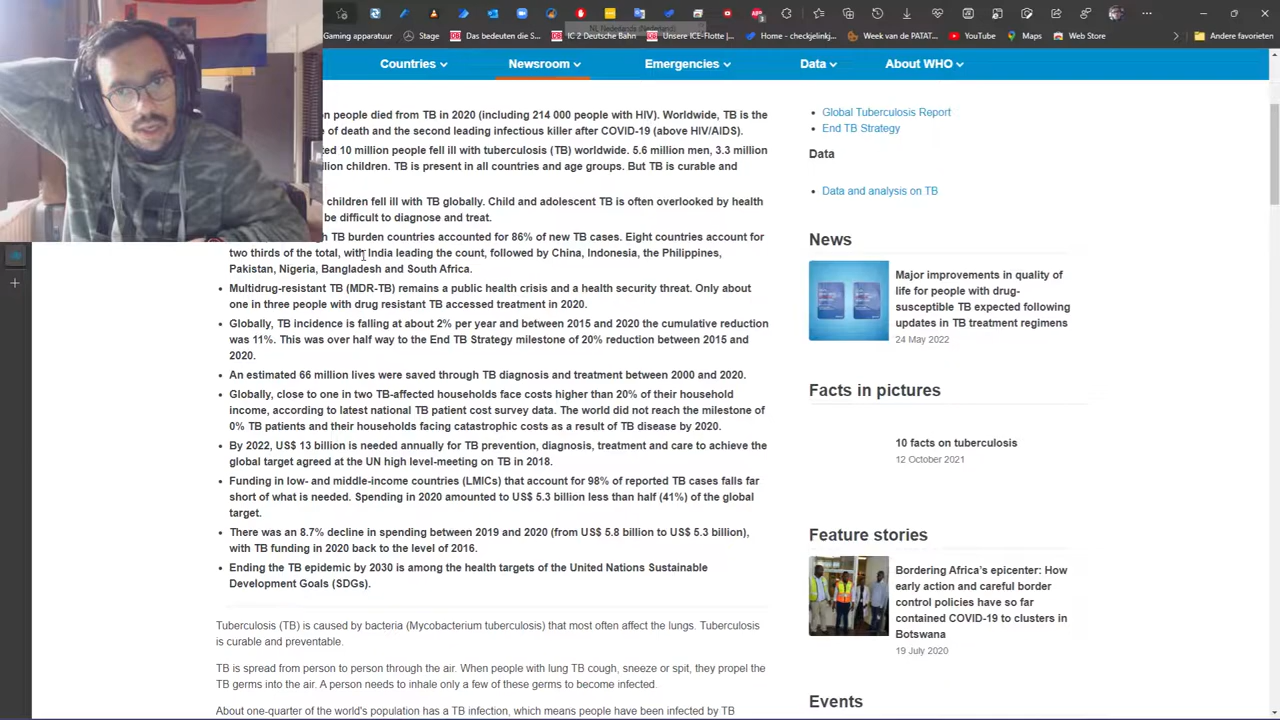 NL Nederlands (Nederland)
Gaming apparatuur
Stage
Das bedeuten die S...
IC 2 Deutsche Bahn
Unsere ICE-Flotte |...
Home - checkjelinkj...
Week van de PATAT...
YouTube
Maps
Web Store
Andere favorieten
Countries
Newsroom
Emergencies
Data
About WHO
n people died from TB in 2020 (including 214 000 people with HIV). Worldwide, TB is the
e of death and the second leading infectious killer after COVID-19 (above HIV/AIDS).
ted 10 million people fell ill with tuberculosis (TB) worldwide. 5.6 million men, 3.3 million
llion children. TB is present in all countries and age groups. But TB is curable and
children fell ill with TB globally. Child and adolescent TB is often overlooked by health
be difficult to diagnose and treat.
gh TB burden countries accounted for 86% of new TB cases. Eight countries account for
two thirds of the total, with India leading the count, followed by China, Indonesia, the Philippines,
Pakistan, Nigeria, Bangladesh and South Africa.
Multidrug-resistant TB (MDR-TB) remains a public health crisis and a health security threat. Only about
one in three people with drug resistant TB accessed treatment in 2020.
Globally, TB incidence is falling at about 2% per year and between 2015 and 2020 the cumulative reduction
was 11%. This was over half way to the End TB Strategy milestone of 20% reduction between 2015 and
2020.
An estimated 66 million lives were saved through TB diagnosis and treatment between 2000 and 2020.
Globally, close to one in two TB-affected households face costs higher than 20% of their household
income, according to latest national TB patient cost survey data. The world did not reach the milestone of
0% TB patients and their households facing catastrophic costs as a result of TB disease by 2020.
By 2022, US$ 13 billion is needed annually for TB prevention, diagnosis, treatment and care to achieve the
global target agreed at the UN high level-meeting on TB in 2018.
Funding in low- and middle-income countries (LMICs) that account for 98% of reported TB cases falls far
short of what is needed. Spending in 2020 amounted to US$ 5.3 billion less than half (41%) of the global
target.
There was an 8.7% decline in spending between 2019 and 2020 (from US$ 5.8 billion to US$ 5.3 billion),
with TB funding in 2020 back to the level of 2016.
Ending the TB epidemic by 2030 is among the health targets of the United Nations Sustainable
Development Goals (SDGs).
Tuberculosis (TB) is caused by bacteria (Mycobacterium tuberculosis) that most often affect the lungs. Tuberculosis
is curable and preventable.
TB is spread from person to person through the air. When people with lung TB cough, sneeze or spit, they propel the
TB germs into the air. A person needs to inhale only a few of these germs to become infected.
About one-quarter of the world's population has a TB infection, which means people have been infected by TB
Global Tuberculosis Report
End TB Strategy
Data
Data and analysis on TB
News
Major improvements in quality of
life for people with drug-
susceptible TB expected following
updates in TB treatment regimens
24 May 2022
Facts in pictures
10 facts on tuberculosis
12 October 2021
Feature stories
Bordering Africa's epicenter: How
early action and careful border
control policies have so far
contained COVID-19 to clusters in
Botswana
19 July 2020
Events